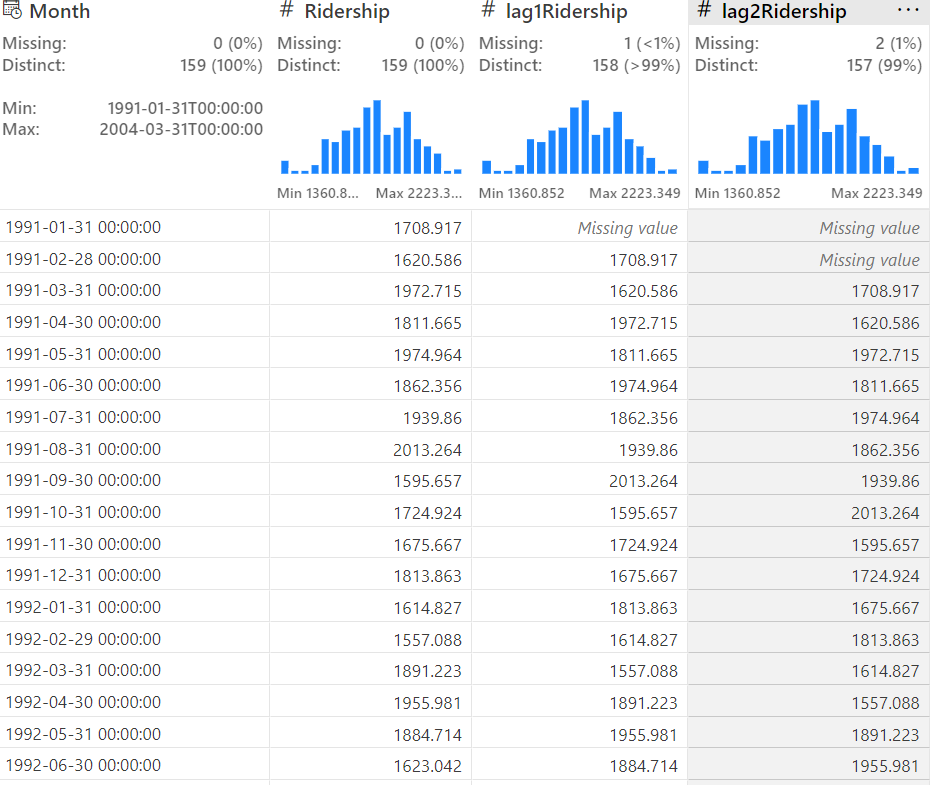 Month # Ridership # lag1Ridership # lag2Ridership ···
Missing: 0 (0%) Missing: 0 (0%) Missing: 1 (<1%) Missing: 2 (1%)
Distinct: 159 (100%) Distinct: 159 (100%) Distinct: 158 (>99%) Distinct: 157 (99%)
Min: 1991-01-31T00:00:00
Max: 2004-03-31T00:00:00
Min 1360.8... Max 2223.3... Min 1360.852 Max 2223.349 Min 1360.852 Max 2223.349
1991-01-31 00:00:00 1708.917 Missing value Missing value
1991-02-28 00:00:00 1620.586 1708.917 Missing value
1991-03-31 00:00:00 1972.715 1620.586 1708.917
1991-04-30 00:00:00 1811.665 1972.715 1620.586
1991-05-31 00:00:00 1974.964 1811.665 1972.715
1991-06-30 00:00:00 1862.356 1974.964 1811.665
1991-07-31 00:00:00 1939.86 1862.356 1974.964
1991-08-31 00:00:00 2013.264 1939.86 1862.356
1991-09-30 00:00:00 1595.657 2013.264 1939.86
1991-10-31 00:00:00 1724.924 1595.657 2013.264
1991-11-30 00:00:00 1675.667 1724.924 1595.657
1991-12-31 00:00:00 1813.863 1675.667 1724.924
1992-01-31 00:00:00 1614.827 1813.863 1675.667
1992-02-29 00:00:00 1557.088 1614.827 1813.863
1992-03-31 00:00:00 1891.223 1557.088 1614.827
1992-04-30 00:00:00 1955.981 1891.223 1557.088
1992-05-31 00:00:00 1884.714 1955.981 1891.223
1992-06-30 00:00:00 1623.042 1884.714 1955.981